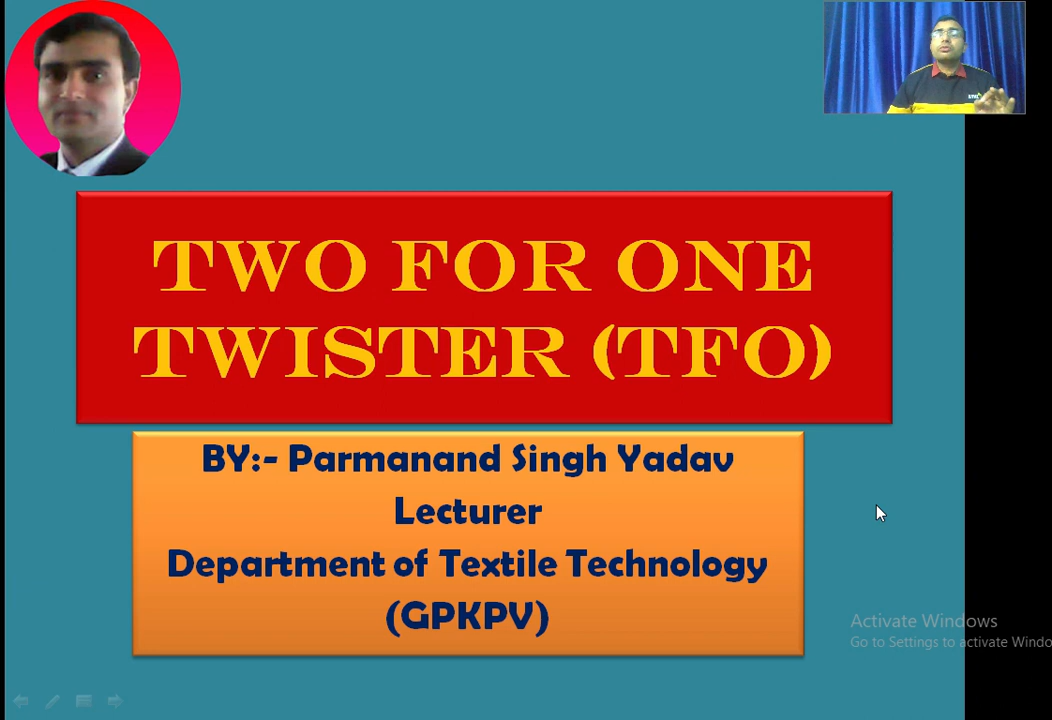 TWO FOR ONE
TWISTER (TFO)
BY:- Parmanand Singh Yadav
Lecturer
Department of Textile Technology
(GPKPV)
Activate Windows
Go to Settings to activate Windo